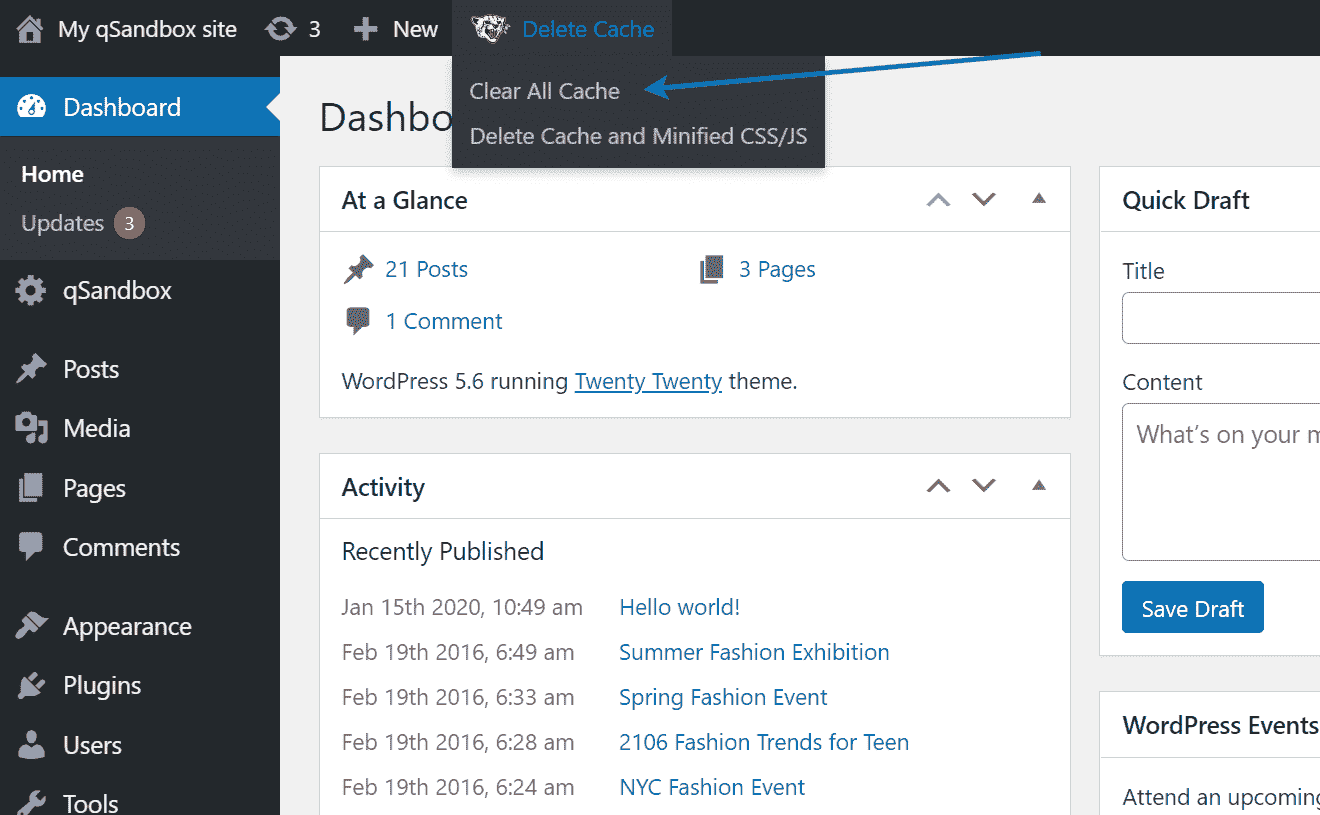 My qSandbox site 3 New Delete Cache
Clear All Cache
Delete Cache and Minified CSS/JS
Dashboard
Home
Updates 3
qSandbox
Posts
Media
Pages
Comments
Appearance
Plugins
Users
Tools
Dashbo
At a Glance
21 Posts 3 Pages
1 Comment
WordPress 5.6 running Twenty Twenty theme.
Activity
Recently Published
Jan 15th 2020, 10:49 am Hello world!
Feb 19th 2016, 6:49 am Summer Fashion Exhibition
Feb 19th 2016, 6:33 am Spring Fashion Event
Feb 19th 2016, 6:28 am 2106 Fashion Trends for Teen
Feb 19th 2016, 6:24 am NYC Fashion Event
Quick Draft
Title
Content
What's on your m
Save Draft
WordPress Events
Attend an upcoming